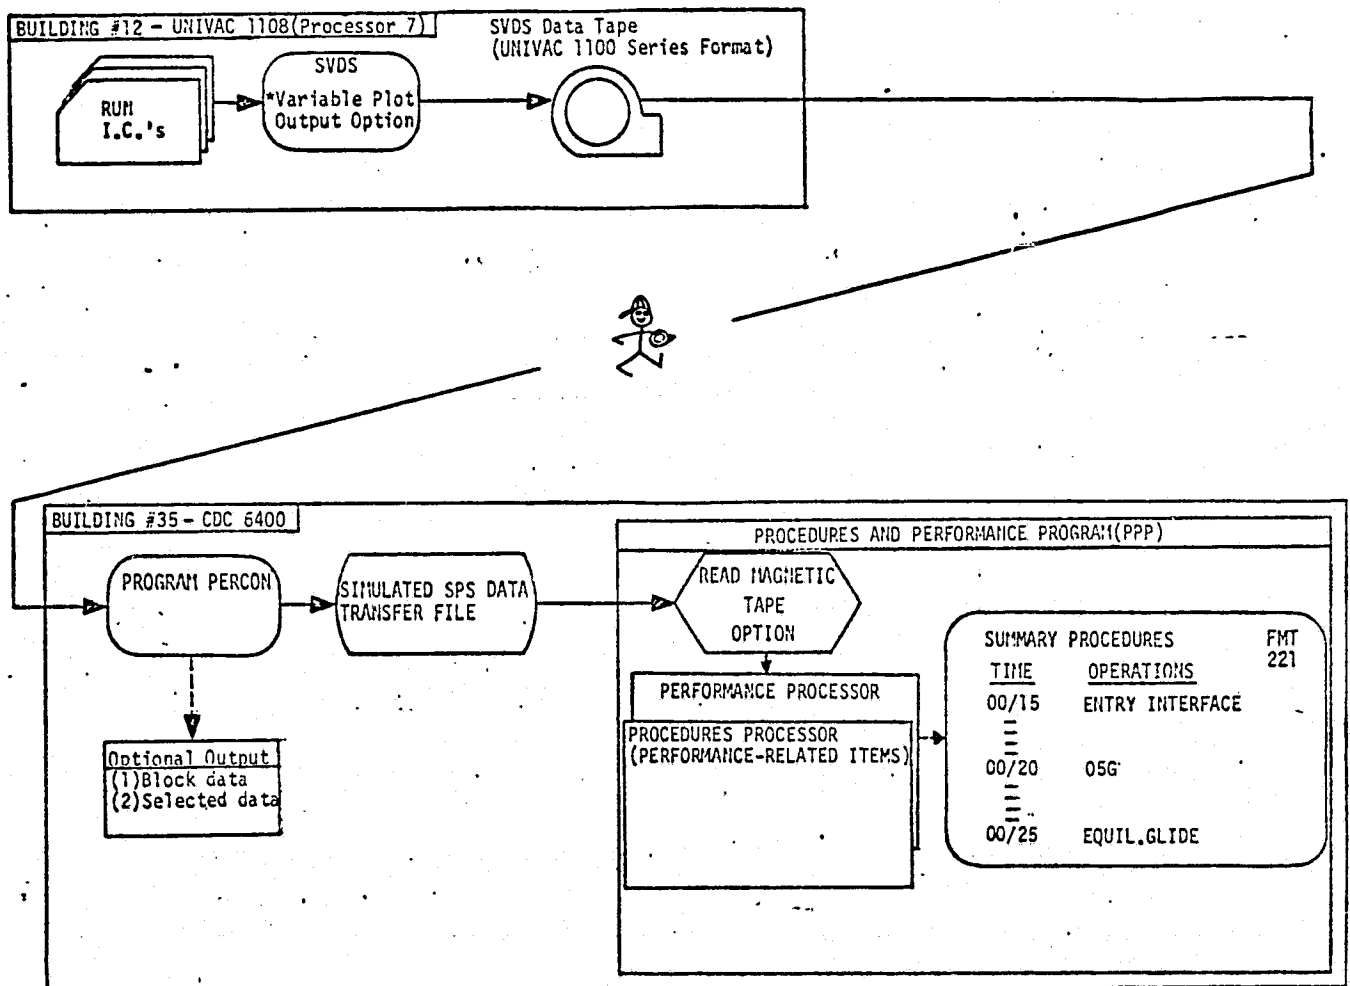 BUILDING #12 - UNIVAC 1108(Processor 7)
SVDS Data Tape
(UNIVAC 1100 Series Format)
RUN
I.C.'s
SVDS
*Variable Plot
Output Option
BUILDING #35 - CDC 6400
PROGRAM PERCON
SIMULATED SPS DATA
TRANSFER FILE
Optional Output
(1)Block data
(2)Selected data
PROCEDURES AND PERFORMANCE PROGRAM(PPP)
READ MAGNETIC
TAPE
OPTION
PERFORMANCE PROCESSOR
PROCEDURES PROCESSOR
(PERFORMANCE-RELATED ITEMS)
SUMMARY PROCEDURES FMT
221
TIME OPERATIONS
00/15 ENTRY INTERFACE
00/20 05G
00/25 EQUIL.GLIDE